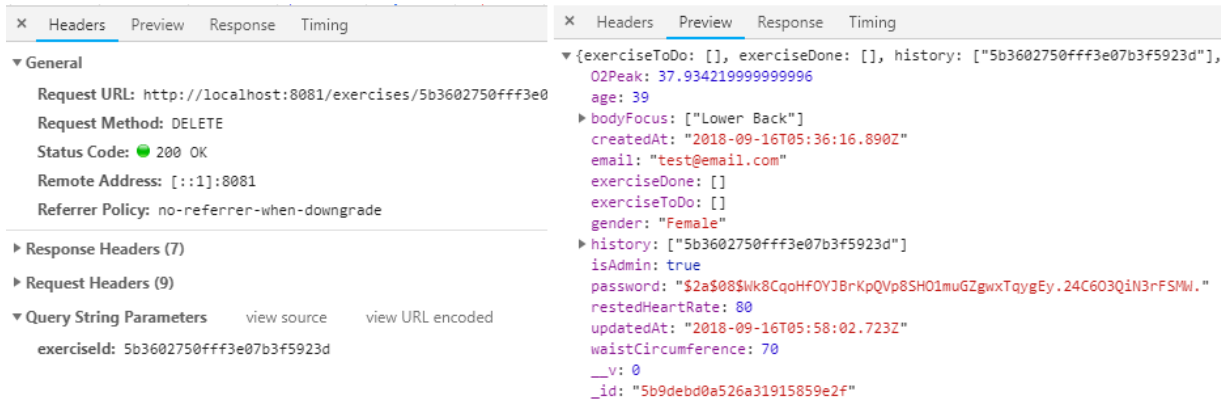 × Headers Preview Response Timing
▼ General
Request URL: http://localhost:8081/exercises/5b3602750fff3e0
Request Method: DELETE
Status Code: 200 OK
Remote Address: [::1]:8081
Referrer Policy: no-referrer-when-downgrade
▶ Response Headers (7)
▶ Request Headers (9)
▼ Query String Parameters view source view URL encoded
exerciseId: 5b3602750fff3e07b3f5923d
× Headers Preview Response Timing
▼ {exerciseToDo: [], exerciseDone: [], history: ["5b3602750fff3e07b3f5923d"],
O2Peak: 37.934219999999996
age: 39
▶ bodyFocus: ["Lower Back"]
createdAt: "2018-09-16T05:36:16.890Z"
email: "test@email.com"
exerciseDone: []
exerciseToDo: []
gender: "Female"
▶ history: ["5b3602750fff3e07b3f5923d"]
isAdmin: true
password: "$2a$08$Wk8CqoHfOYJBrKpQVp8SHO1muGZgwxTqygEy.24C6O3QiN3rFSMW."
restedHeartRate: 80
updatedAt: "2018-09-16T05:58:02.723Z"
waistCircumference: 70
__v: 0
_id: "5b9debd0a526a31915859e2f"